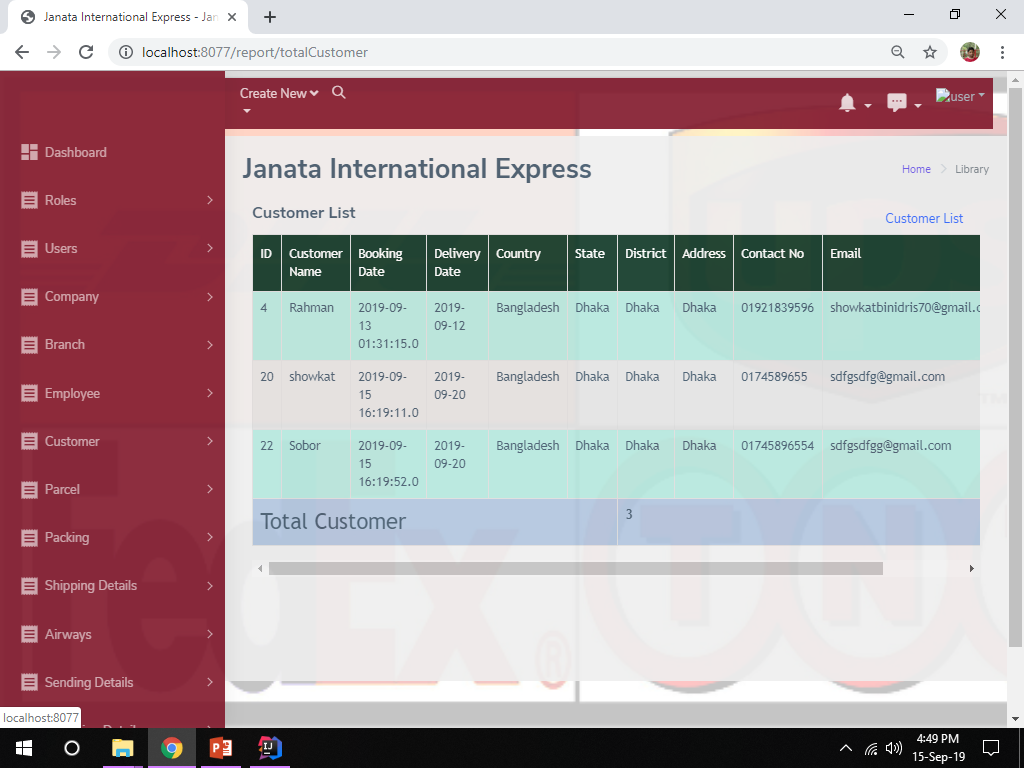 Janata International Express - Jan
localhost:8077/report/totalCustomer
Create New
user
Dashboard
Roles
Users
Company
Branch
Employee
Customer
Parcel
Packing
Shipping Details
Airways
Sending Details
Janata International Express
Home > Library
Customer List
Customer List
ID Customer Name Booking Date Delivery Date Country State District Address Contact No Email
4 Rahman 2019-09-13 01:31:15.0 2019-09-12 Bangladesh Dhaka Dhaka Dhaka 01921839596 showkatbinidris70@gmail.c
20 showkat 2019-09-15 16:19:11.0 2019-09-20 Bangladesh Dhaka Dhaka Dhaka 0174589655 sdfgsdfg@gmail.com
22 Sobor 2019-09-15 16:19:52.0 2019-09-20 Bangladesh Dhaka Dhaka Dhaka 01745896554 sdfgsdfgg@gmail.com
Total Customer 3
FedEx®
TM
TNT
localhost:8077
4:49 PM
15-Sep-19